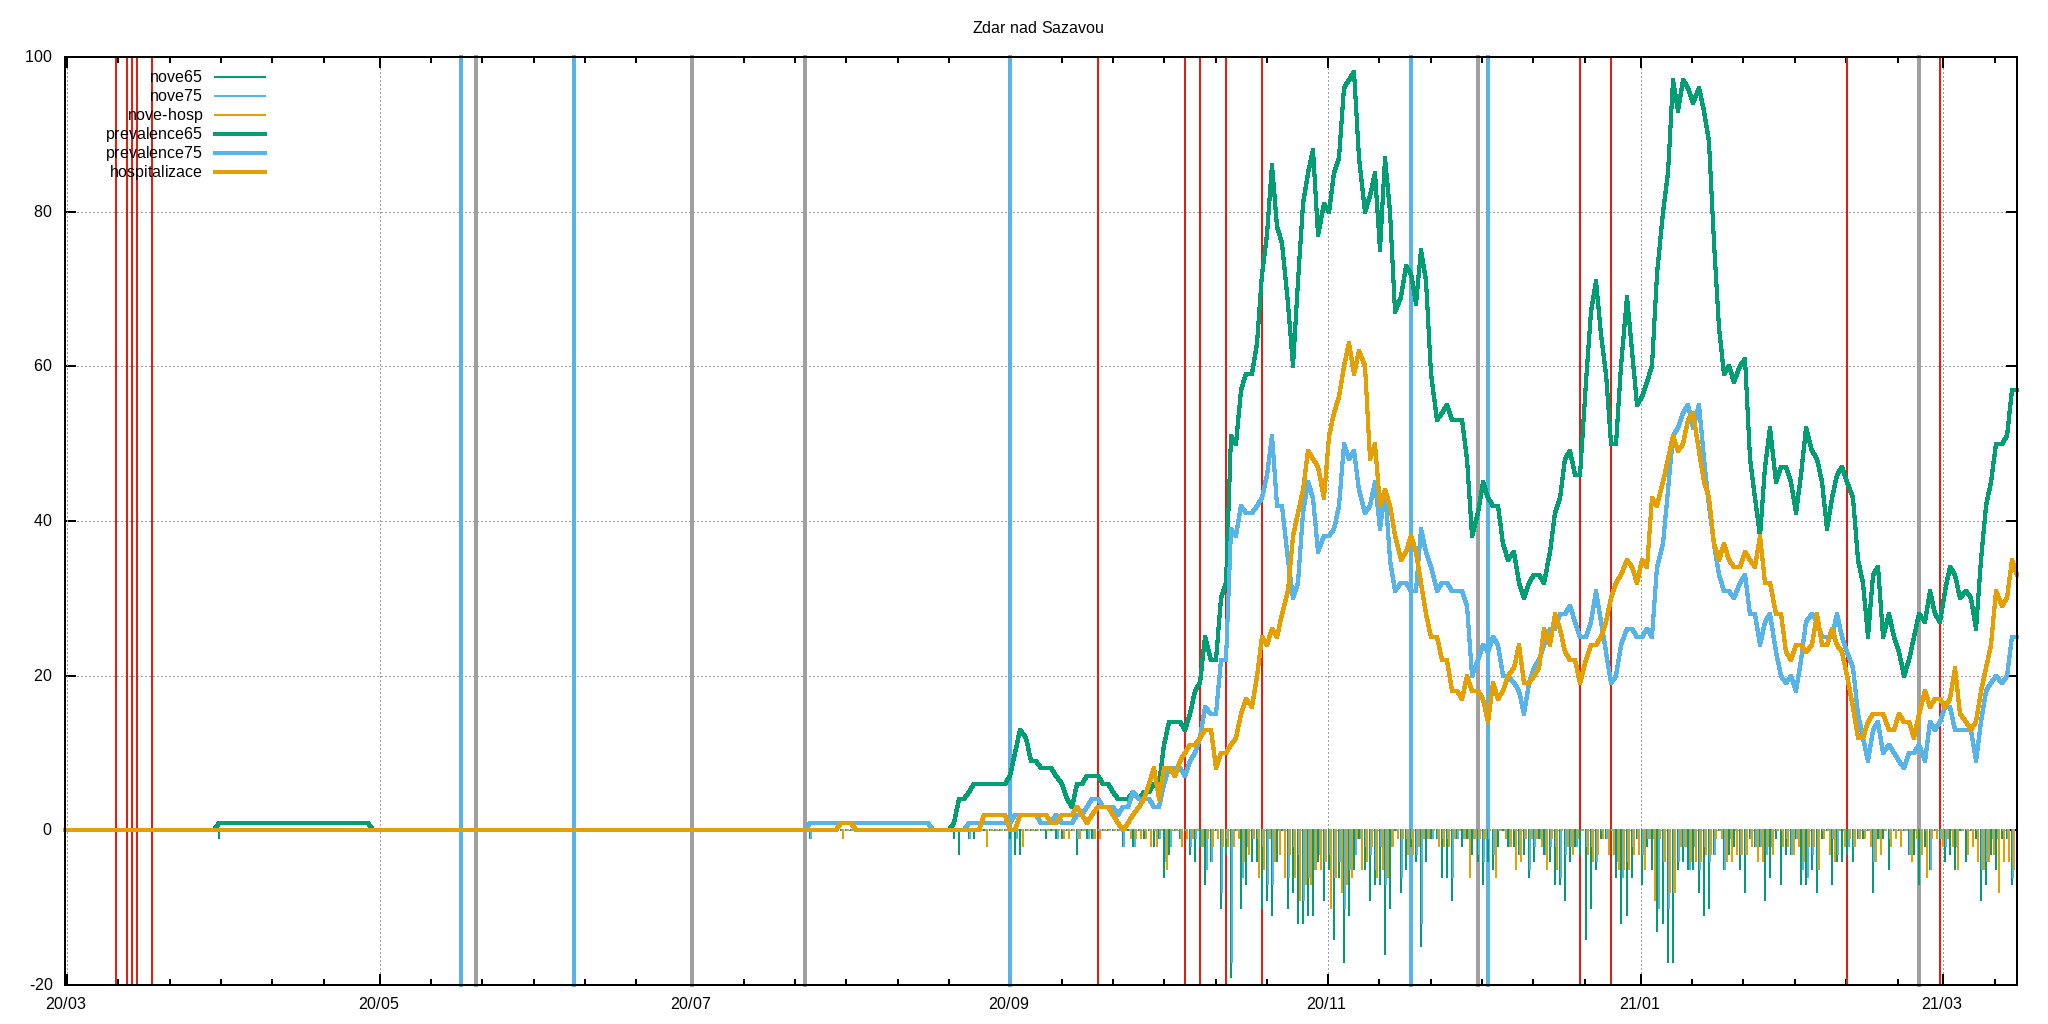 Zdar nad Sazavou
100
80
60
40
20
0
-20
nove65
nove75
nove-hosp
prevalence65
prevalence75
hospitalizace
20/03 20/05 20/07 20/09 20/11 21/01 21/03